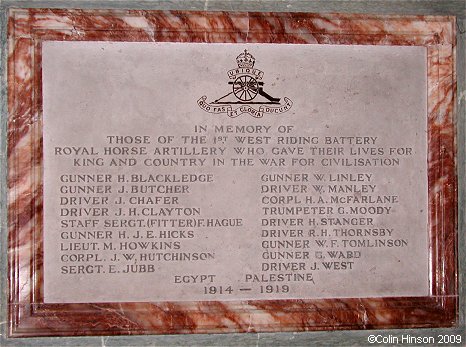 UBIQUE
QUO FAS ET GLORIA DUCUNT
IN MEMORY OF
THOSE OF THE 1ST WEST RIDING BATTERY
ROYAL HORSE ARTILLERY WHO GAVE THEIR LIVES FOR
KING AND COUNTRY IN THE WAR FOR CIVILISATION
GUNNER H. BLACKLEDGE
GUNNER J. BUTCHER
DRIVER J. CHAFER
DRIVER J. H. CLAYTON
STAFF SERGT. (FITTER) F. HAGUE
GUNNER H. J. E. HICKS
LIEUT. M. HOWKINS
CORPL. J. W. HUTCHINSON
SERGT. E. JUBB
GUNNER W. LINLEY
DRIVER W. MANLEY
CORPL H. A. McFARLANE
TRUMPETER G. MOODY
DRIVER H. STANGER
DRIVER R. H. THORNSBY
GUNNER W. F. TOMLINSON
GUNNER G. WARD
DRIVER J. WEST
EGYPT PALESTINE
1914 — 1919
©Colin Hinson 2009